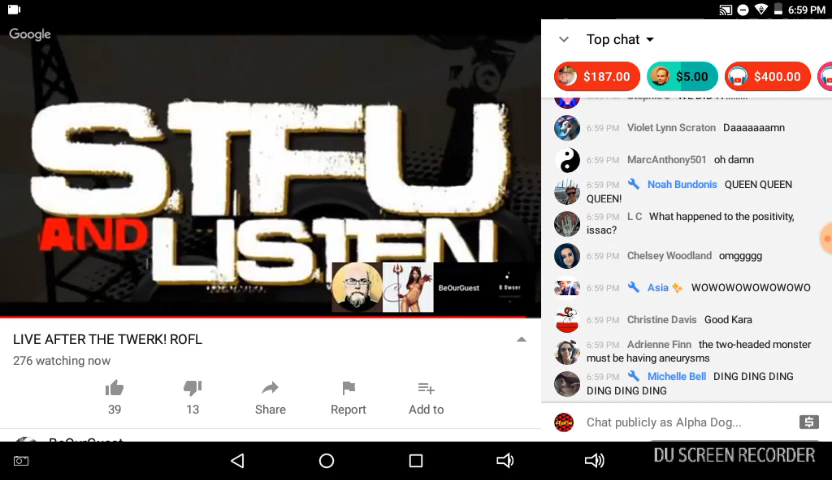 6:59 PM
Google
Top chat
$187.00
$5.00
$400.00
STFU
AND LISTEN
BeOurGuest
6:59 PM Violet Lynn Scraton Daaaaaaamn
6:59 PM MarcAnthony501 oh damn
6:59 PM Noah Bundonis QUEEN QUEEN
QUEEN!
6:59 PM L C What happened to the positivity,
issac?
6:59 PM Chelsey Woodland omggggg
6:59 PM Asia WOWOWOWOWOWOWO
6:59 PM Christine Davis Good Kara
6:59 PM Adrienne Finn the two-headed monster
must be having aneurysms
6:59 PM Michelle Bell DING DING DING
DING DING DING
LIVE AFTER THE TWERK! ROFL
276 watching now
39
13
Share
Report
Add to
BeOurGuest
Chat publicly as Alpha Dog...
DU SCREEN RECORDER